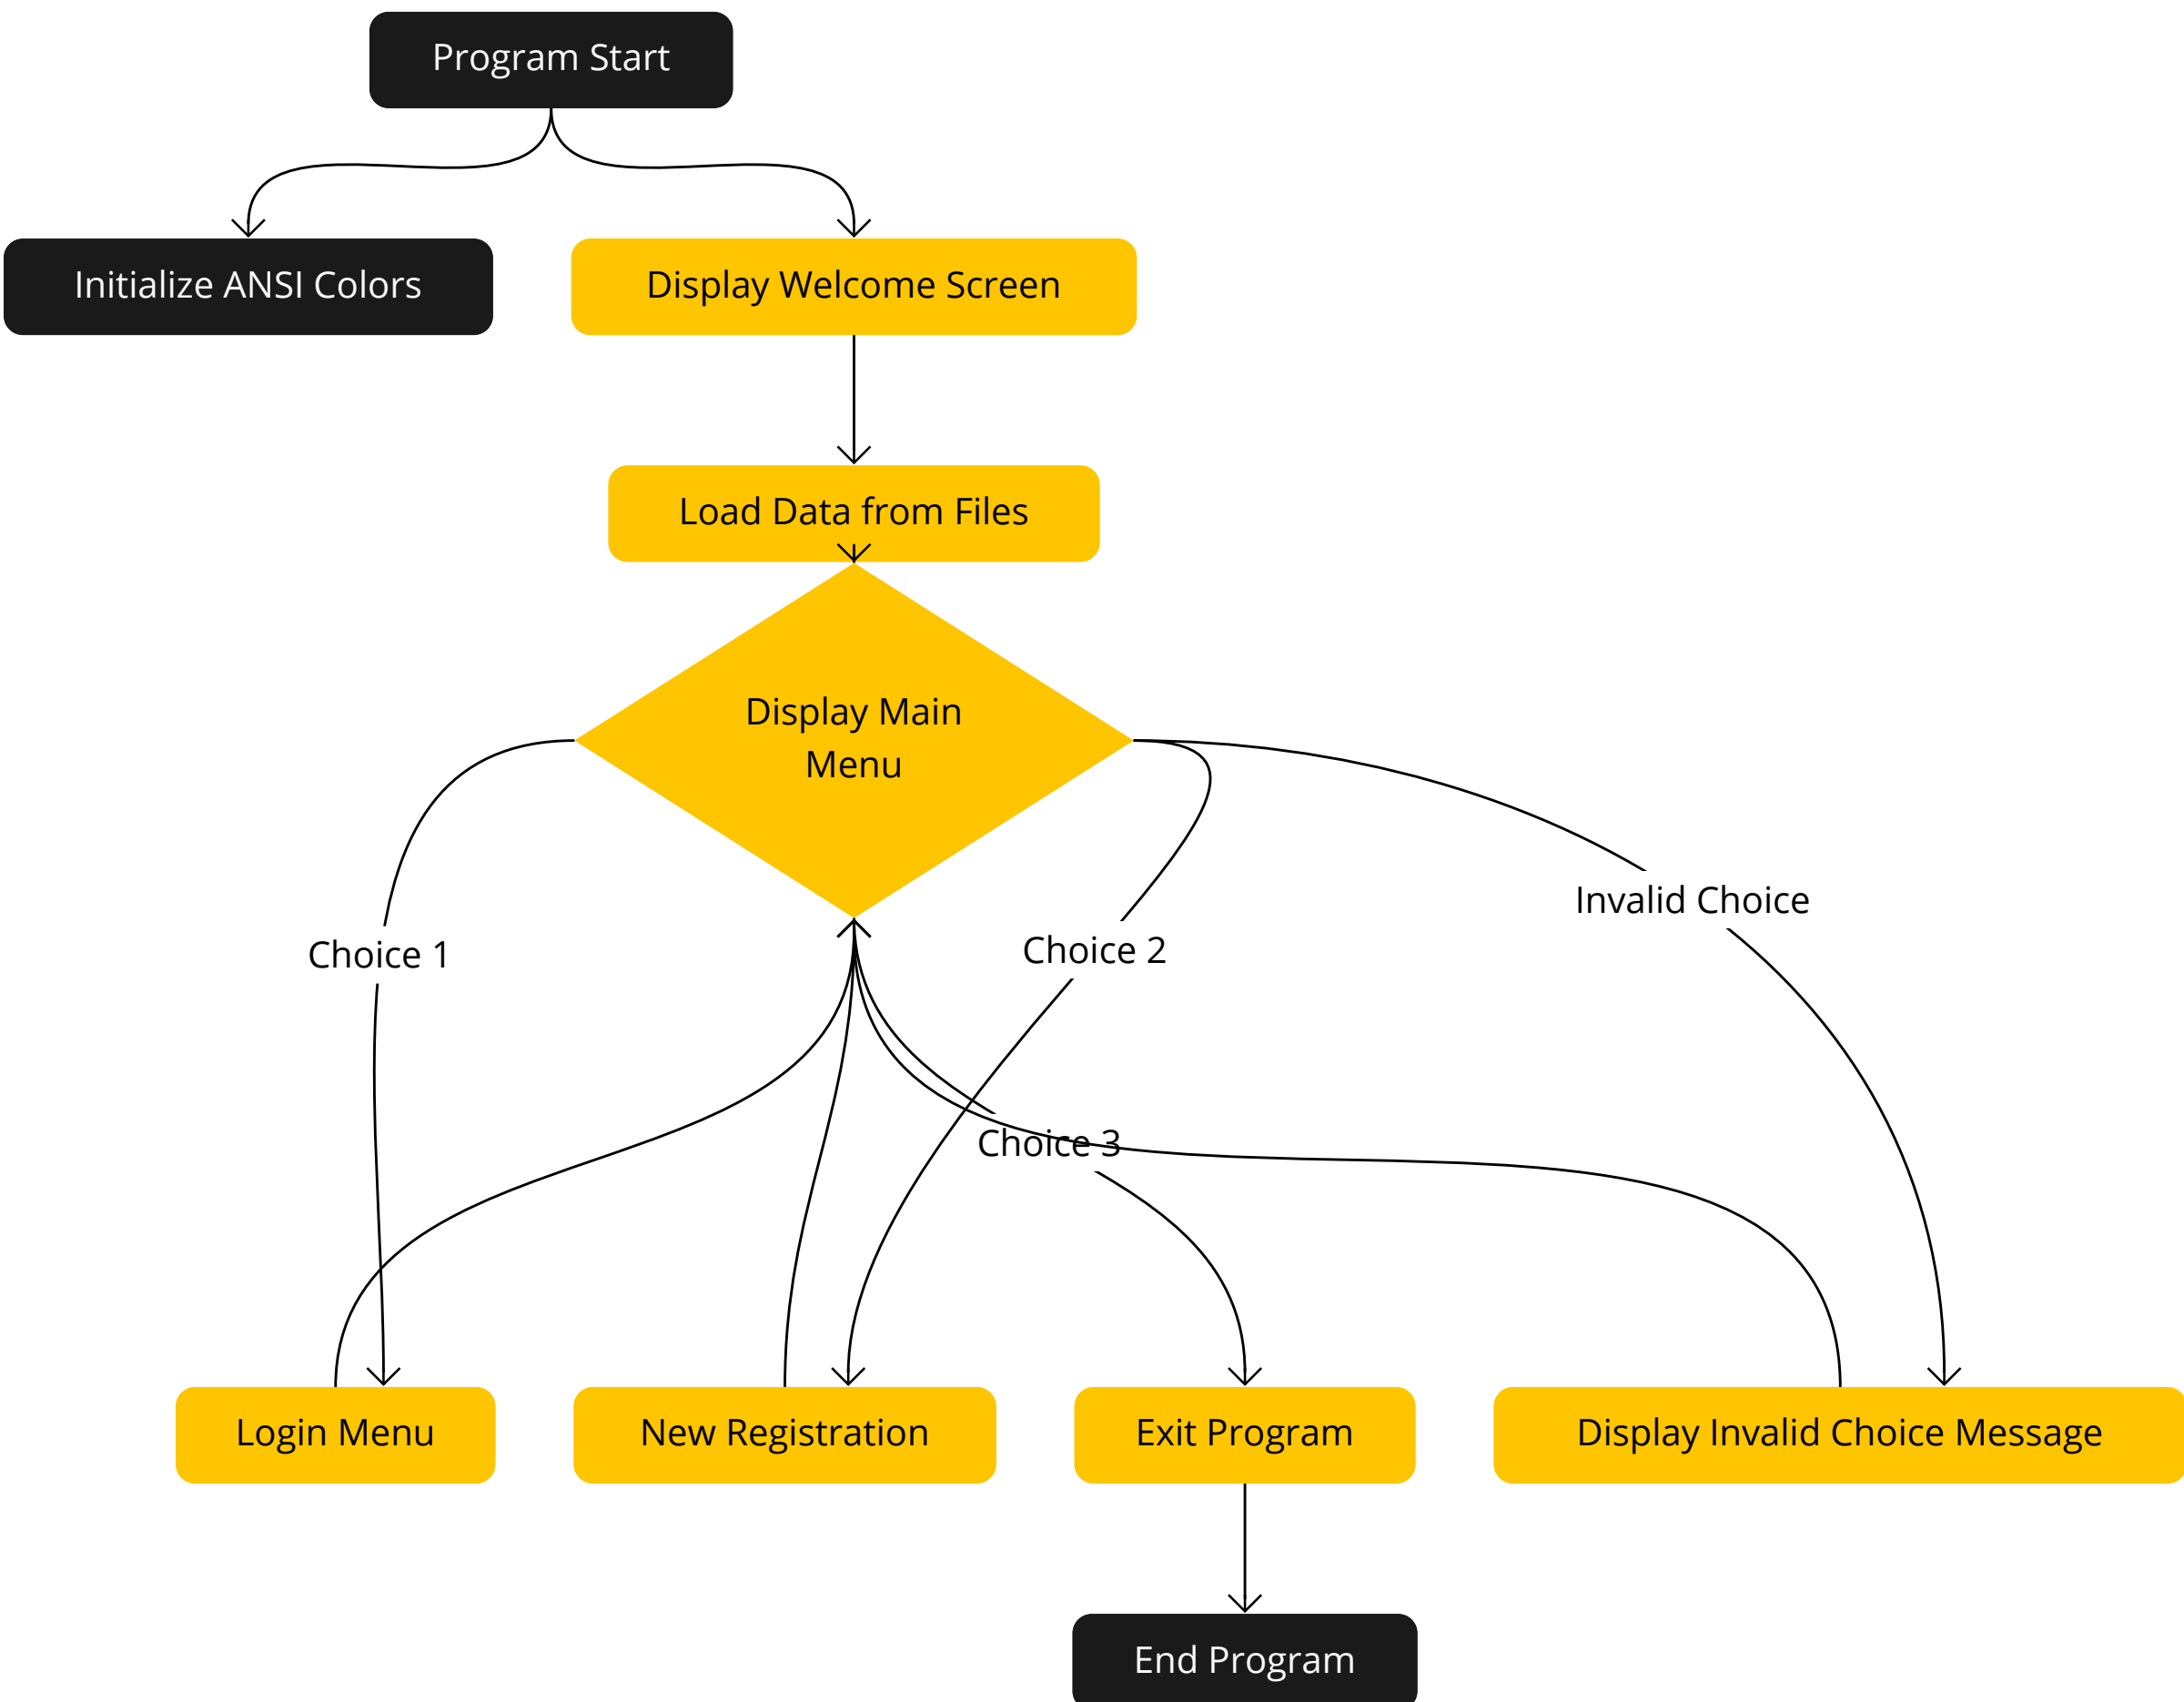 Program Start
Initialize ANSI Colors
Display Welcome Screen
Load Data from Files
Display Main
Menu
Invalid Choice
Choice 1
Choice 2
Choice 3
Login Menu
New Registration
Exit Program
Display Invalid Choice Message
End Program